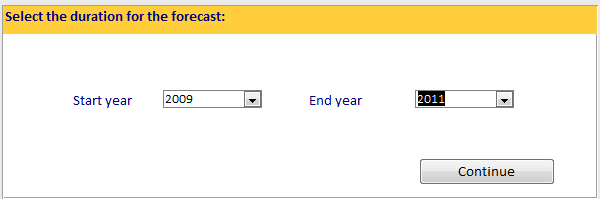 Select the duration for the forecast:
Start year 2009 End year 2011
Continue